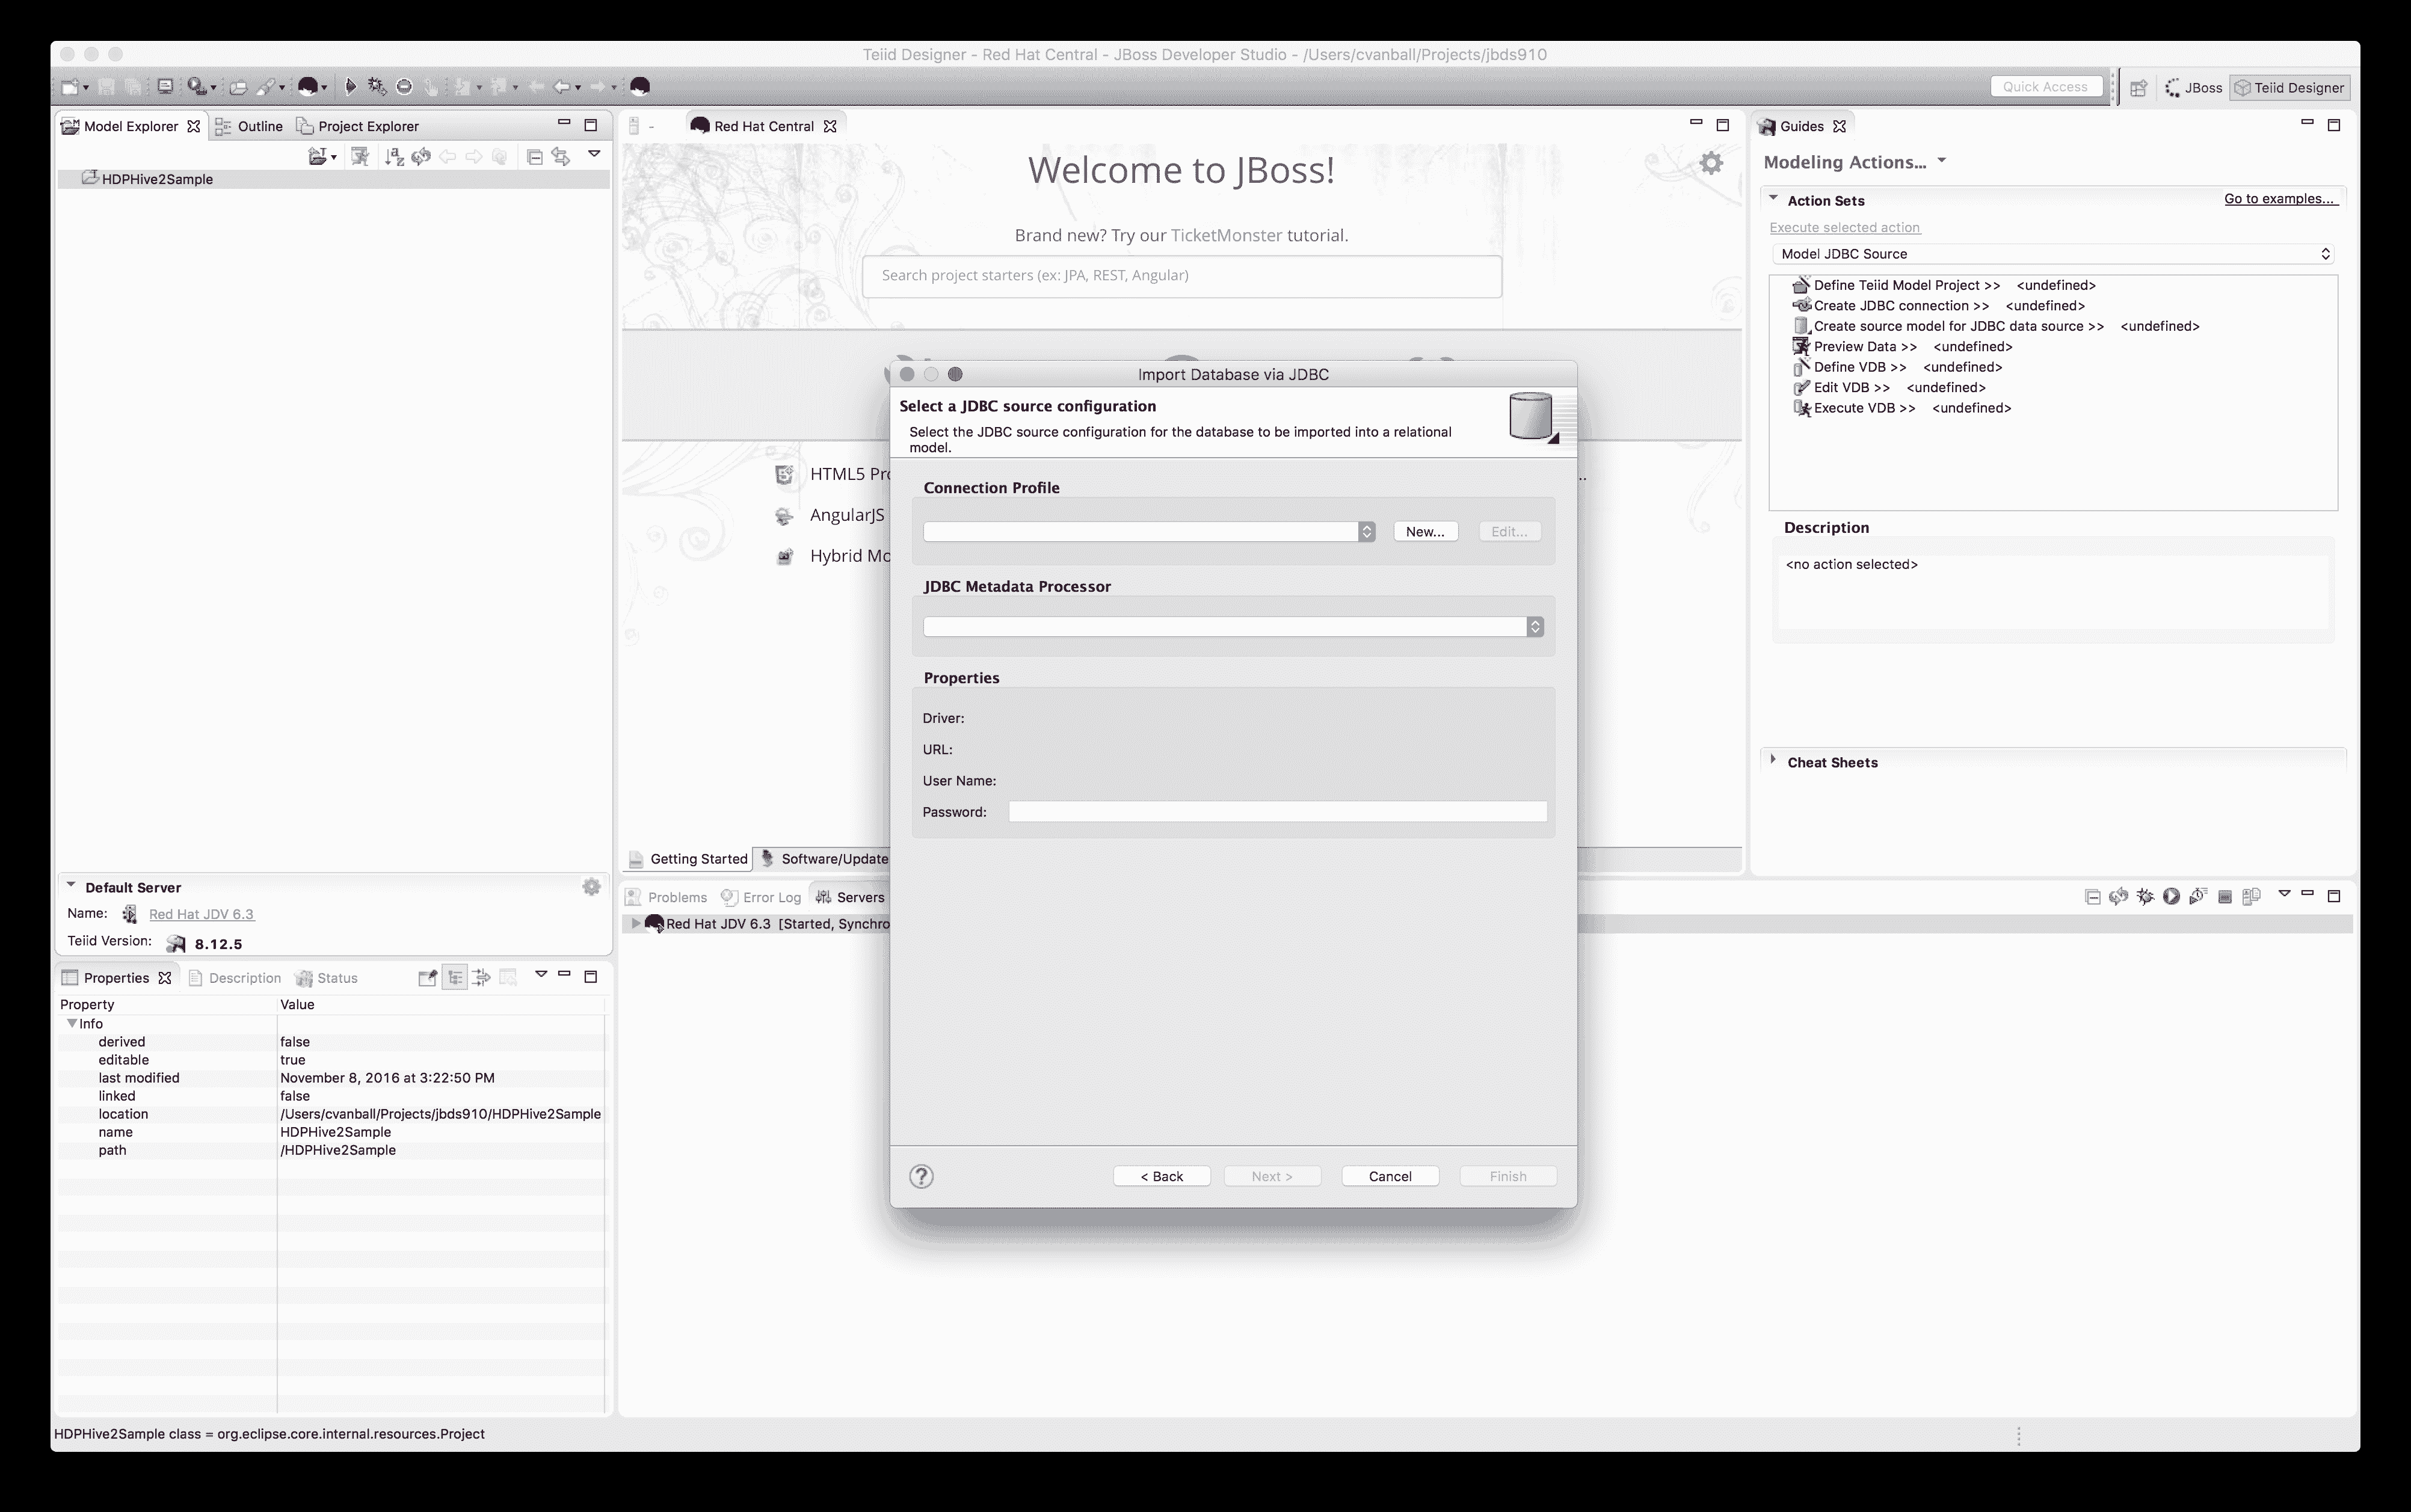 Teiid Designer - Red Hat Central - JBoss Developer Studio - /Users/cvanball/Projects/jbds910
Quick Access
JBoss
Teiid Designer
Model Explorer
Outline
Project Explorer
HDPHive2Sample
Default Server
Name: Red Hat JDV 6.3
Teiid Version: 8.12.5
Properties
Description
Status
Property Value
Info
derived false
editable true
last modified November 8, 2016 at 3:22:50 PM
linked false
location /Users/cvanball/Projects/jbds910/HDPHive2Sample
name HDPHive2Sample
path /HDPHive2Sample
HDPHive2Sample class = org.eclipse.core.internal.resources.Project
-
Red Hat Central
Welcome to JBoss!
Brand new? Try our TicketMonster tutorial.
Search project starters (ex: JPA, REST, Angular)
HTML5 Pro
..
AngularJS
Hybrid Mo
Getting Started
Software/Update
Problems
Error Log
Servers
Red Hat JDV 6.3 [Started, Synchro
Import Database via JDBC
Select a JDBC source configuration
Select the JDBC source configuration for the database to be imported into a relational
model.
Connection Profile
New...
Edit...
JDBC Metadata Processor
Properties
Driver:
URL:
User Name:
Password:
?
< Back
Next >
Cancel
Finish
Guides
Modeling Actions...
Action Sets
Go to examples...
Execute selected action
Model JDBC Source
Define Teiid Model Project >> <undefined>
Create JDBC connection >> <undefined>
Create source model for JDBC data source >> <undefined>
Preview Data >> <undefined>
Define VDB >> <undefined>
Edit VDB >> <undefined>
Execute VDB >> <undefined>
Description
<no action selected>
Cheat Sheets